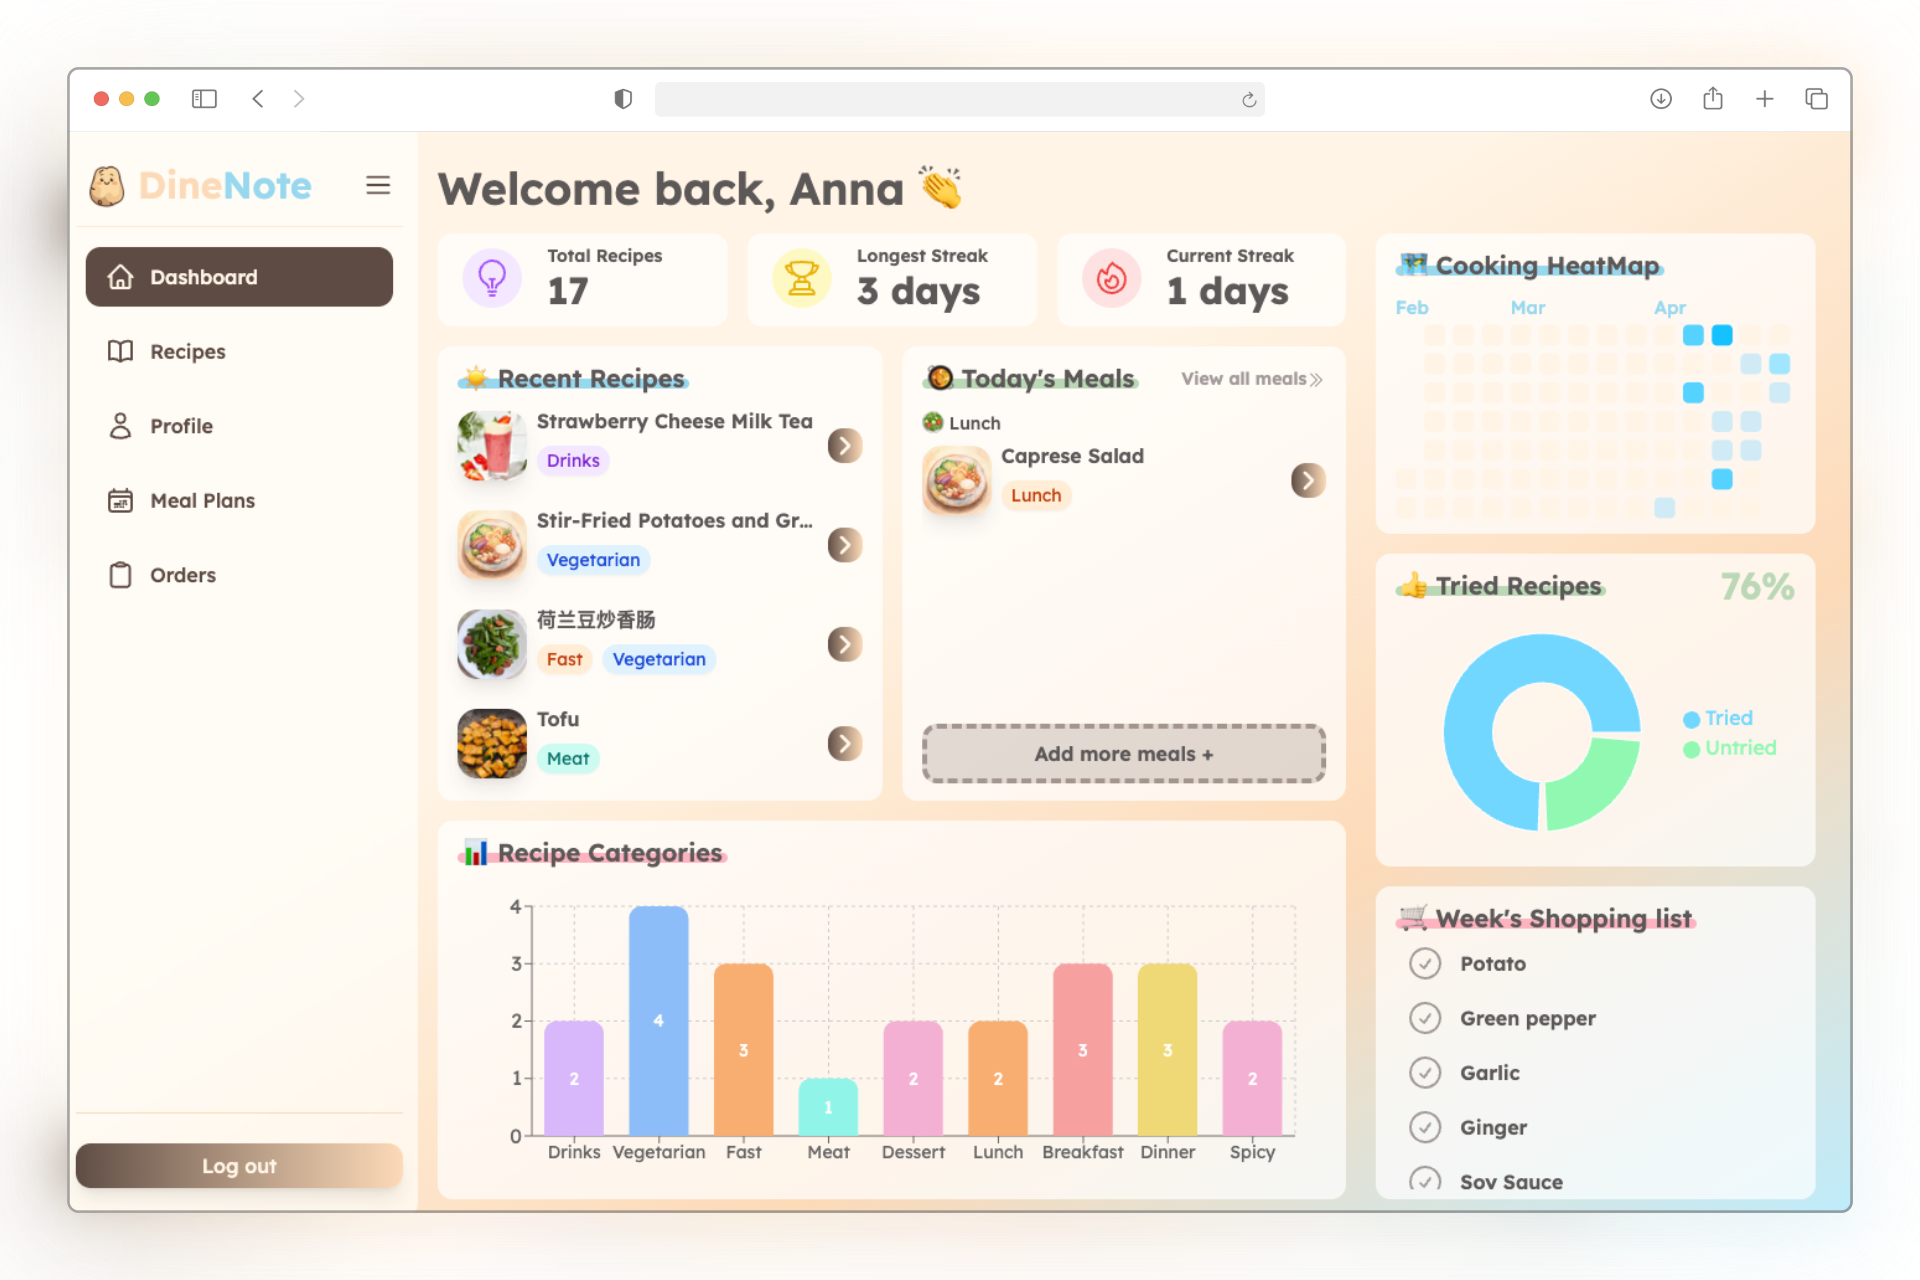 DineNote
Dashboard
Recipes
Profile
Meal Plans
Orders
Log out
Welcome back, Anna 👏
Total Recipes
17
Longest Streak
3 days
Current Streak
1 days
Recent Recipes
Strawberry Cheese Milk Tea
Drinks
Stir-Fried Potatoes and Gr...
Vegetarian
荷兰豆炒香肠
Fast Vegetarian
Tofu
Meat
Today's Meals
View all meals
Lunch
Caprese Salad
Lunch
Add more meals +
Recipe Categories
4
3
2
1
0
2
4
3
1
2
2
3
3
2
Drinks Vegetarian Fast Meat Dessert Lunch Breakfast Dinner Spicy
Cooking HeatMap
Feb Mar Apr
Tried Recipes
76%
Tried
Untried
Week's Shopping list
Potato
Green pepper
Garlic
Ginger
Soy Sauce